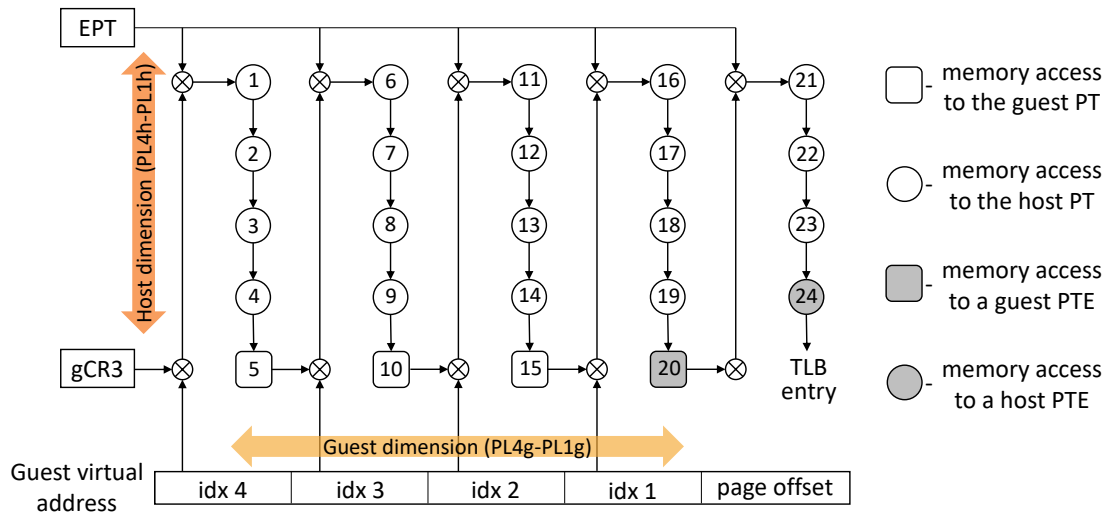 EPT
1
6
11
16
21
2
7
12
17
22
3
8
13
18
23
4
9
14
19
24
5
10
15
20
TLB
entry
gCR3
Host dimension (PL4h-PL1h)
Guest dimension (PL4g-PL1g)
Guest virtual
address
idx 4
idx 3
idx 2
idx 1
page offset
- memory access
to the guest PT
- memory access
to the host PT
- memory access
to a guest PTE
- memory access
to a host PTE